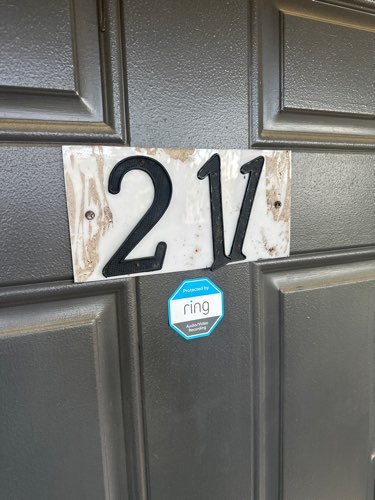 211
Protected by
ring
Audio/Video
Recording